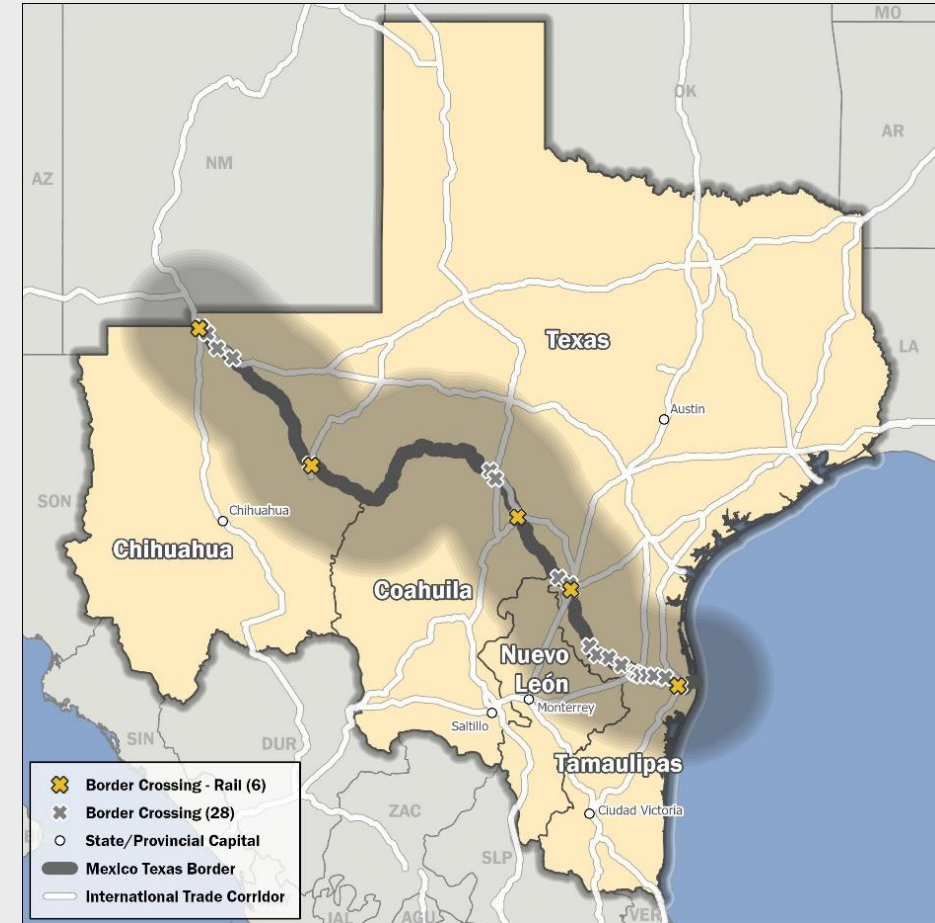 MO
OK
AR
NM
AZ
Texas
LA
Austin
SON
Chihuahua
Chihuahua
Coahuila
Nuevo
León
Monterrey
Saltillo
SIN
DUR
Tamaulipas
Ciudad Victoria
ZAC
SLP
JAL
AGU
VER
Border Crossing - Rail (6)
Border Crossing (28)
State/Provincial Capital
Mexico Texas Border
International Trade Corridor